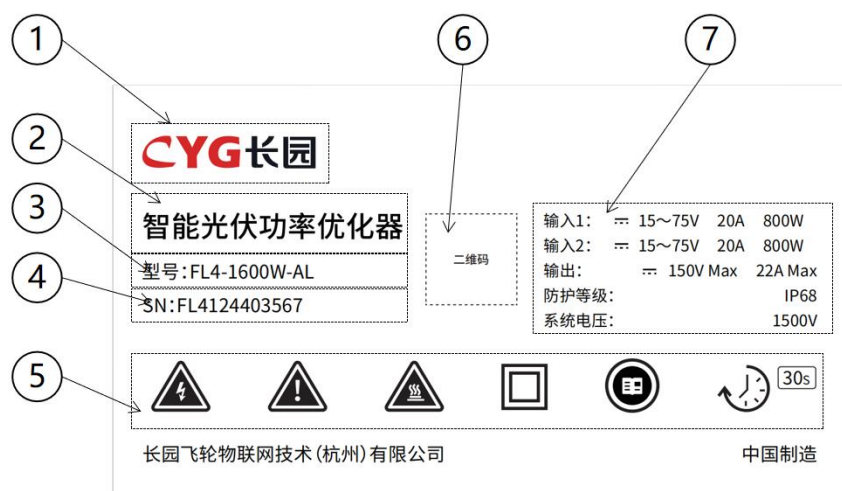 1
6
7
2
3
4
5
CYG长园
智能光伏功率优化器
型号：FL4-1600W-AL
SN：FL4124403567
二维码
输入1： ⎓ 15～75V 20A 800W
输入2： ⎓ 15～75V 20A 800W
输出： ⎓ 150V Max 22A Max
防护等级： IP68
系统电压： 1500V
30s
长园飞轮物联网技术（杭州）有限公司
中国制造